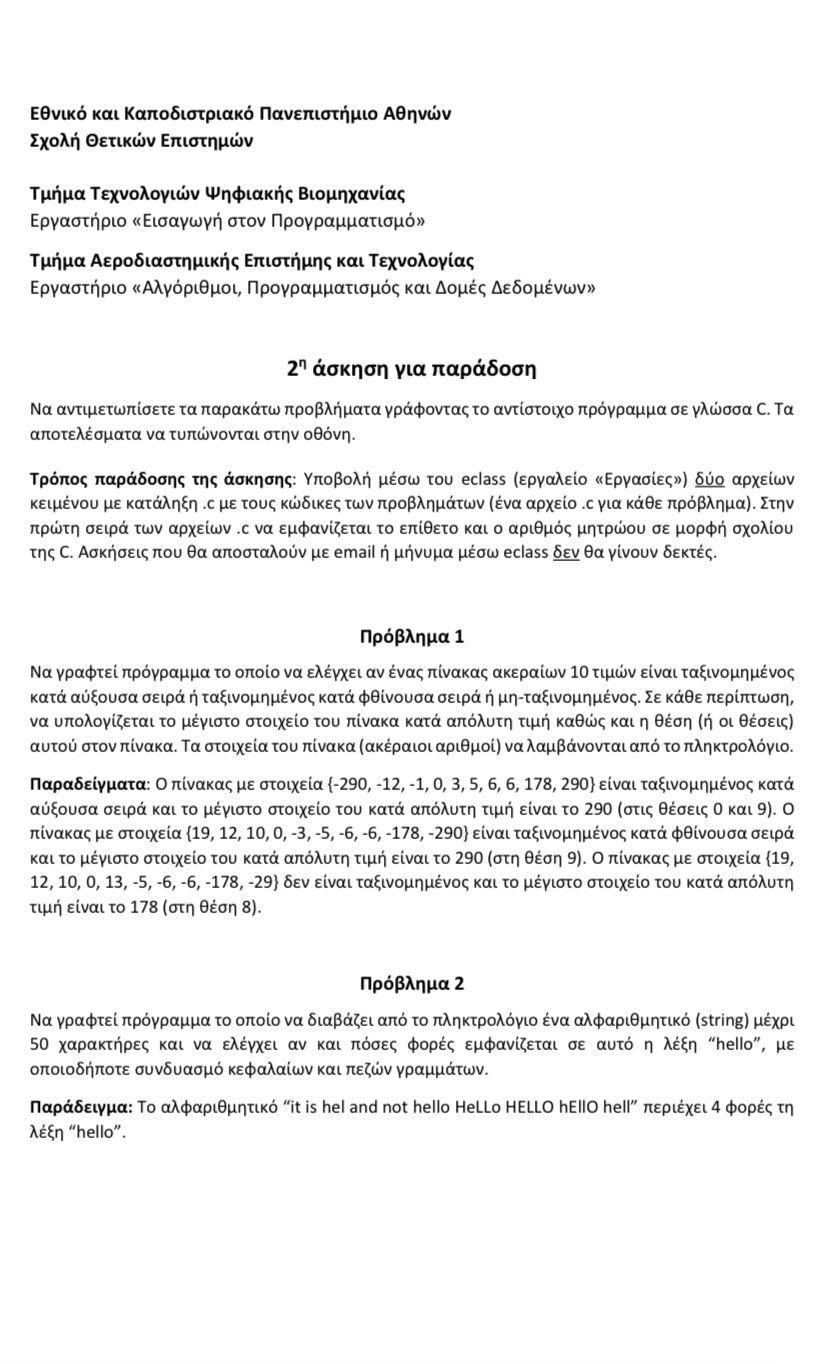 Εθνικό και Καποδιστριακό Πανεπιστήμιο Αθηνών
Σχολή Θετικών Επιστημών
Τμήμα Τεχνολογιών Ψηφιακής Βιομηχανίας
Εργαστήριο «Εισαγωγή στον Προγραμματισμό»
Τμήμα Αεροδιαστημικής Επιστήμης και Τεχνολογίας
Εργαστήριο «Αλγόριθμοι, Προγραμματισμός και Δομές Δεδομένων»
2η άσκηση για παράδοση
Να αντιμετωπίσετε τα παρακάτω προβλήματα γράφοντας το αντίστοιχο πρόγραμμα σε γλώσσα C. Τα
αποτελέσματα να τυπώνονται στην οθόνη.
Τρόπος παράδοσης της άσκησης: Υποβολή μέσω του eclass (εργαλείο «Εργασίες») δύο αρχείων
κειμένου με κατάληξη .c με τους κώδικες των προβλημάτων (ένα αρχείο .c για κάθε πρόβλημα). Στην
πρώτη σειρά των αρχείων .c να εμφανίζεται το επίθετο και ο αριθμός μητρώου σε μορφή σχολίου
της C. Ασκήσεις που θα αποσταλούν με email ή μήνυμα μέσω eclass δεν θα γίνουν δεκτές.
Πρόβλημα 1
Να γραφτεί πρόγραμμα το οποίο να ελέγχει αν ένας πίνακας ακεραίων 10 τιμών είναι ταξινομημένος
κατά αύξουσα σειρά ή ταξινομημένος κατά φθίνουσα σειρά ή μη-ταξινομημένος. Σε κάθε περίπτωση,
να υπολογίζεται το μέγιστο στοιχείο του πίνακα κατά απόλυτη τιμή καθώς και η θέση (ή οι θέσεις)
αυτού στον πίνακα. Τα στοιχεία του πίνακα (ακέραιοι αριθμοί) να λαμβάνονται από το πληκτρολόγιο.
Παραδείγματα: Ο πίνακας με στοιχεία {-290, -12, -1, 0, 3, 5, 6, 6, 178, 290} είναι ταξινομημένος κατά
αύξουσα σειρά και το μέγιστο στοιχείο του κατά απόλυτη τιμή είναι το 290 (στις θέσεις 0 και 9). Ο
πίνακας με στοιχεία {19, 12, 10, 0, -3, -5, -6, -6, -178, -290} είναι ταξινομημένος κατά φθίνουσα σειρά
και το μέγιστο στοιχείο του κατά απόλυτη τιμή είναι το 290 (στη θέση 9). Ο πίνακας με στοιχεία {19,
12, 10, 0, 13, -5, -6, -6, -178, -29} δεν είναι ταξινομημένος και το μέγιστο στοιχείο του κατά απόλυτη
τιμή είναι το 178 (στη θέση 8).
Πρόβλημα 2
Να γραφτεί πρόγραμμα το οποίο να διαβάζει από το πληκτρολόγιο ένα αλφαριθμητικό (string) μέχρι
50 χαρακτήρες και να ελέγχει αν και πόσες φορές εμφανίζεται σε αυτό η λέξη “hello”, με
οποιοδήποτε συνδυασμό κεφαλαίων και πεζών γραμμάτων.
Παράδειγμα: Το αλφαριθμητικό “it is hel and not hello HeLLo HELLO hEllO hell” περιέχει 4 φορές τη
λέξη “hello”.